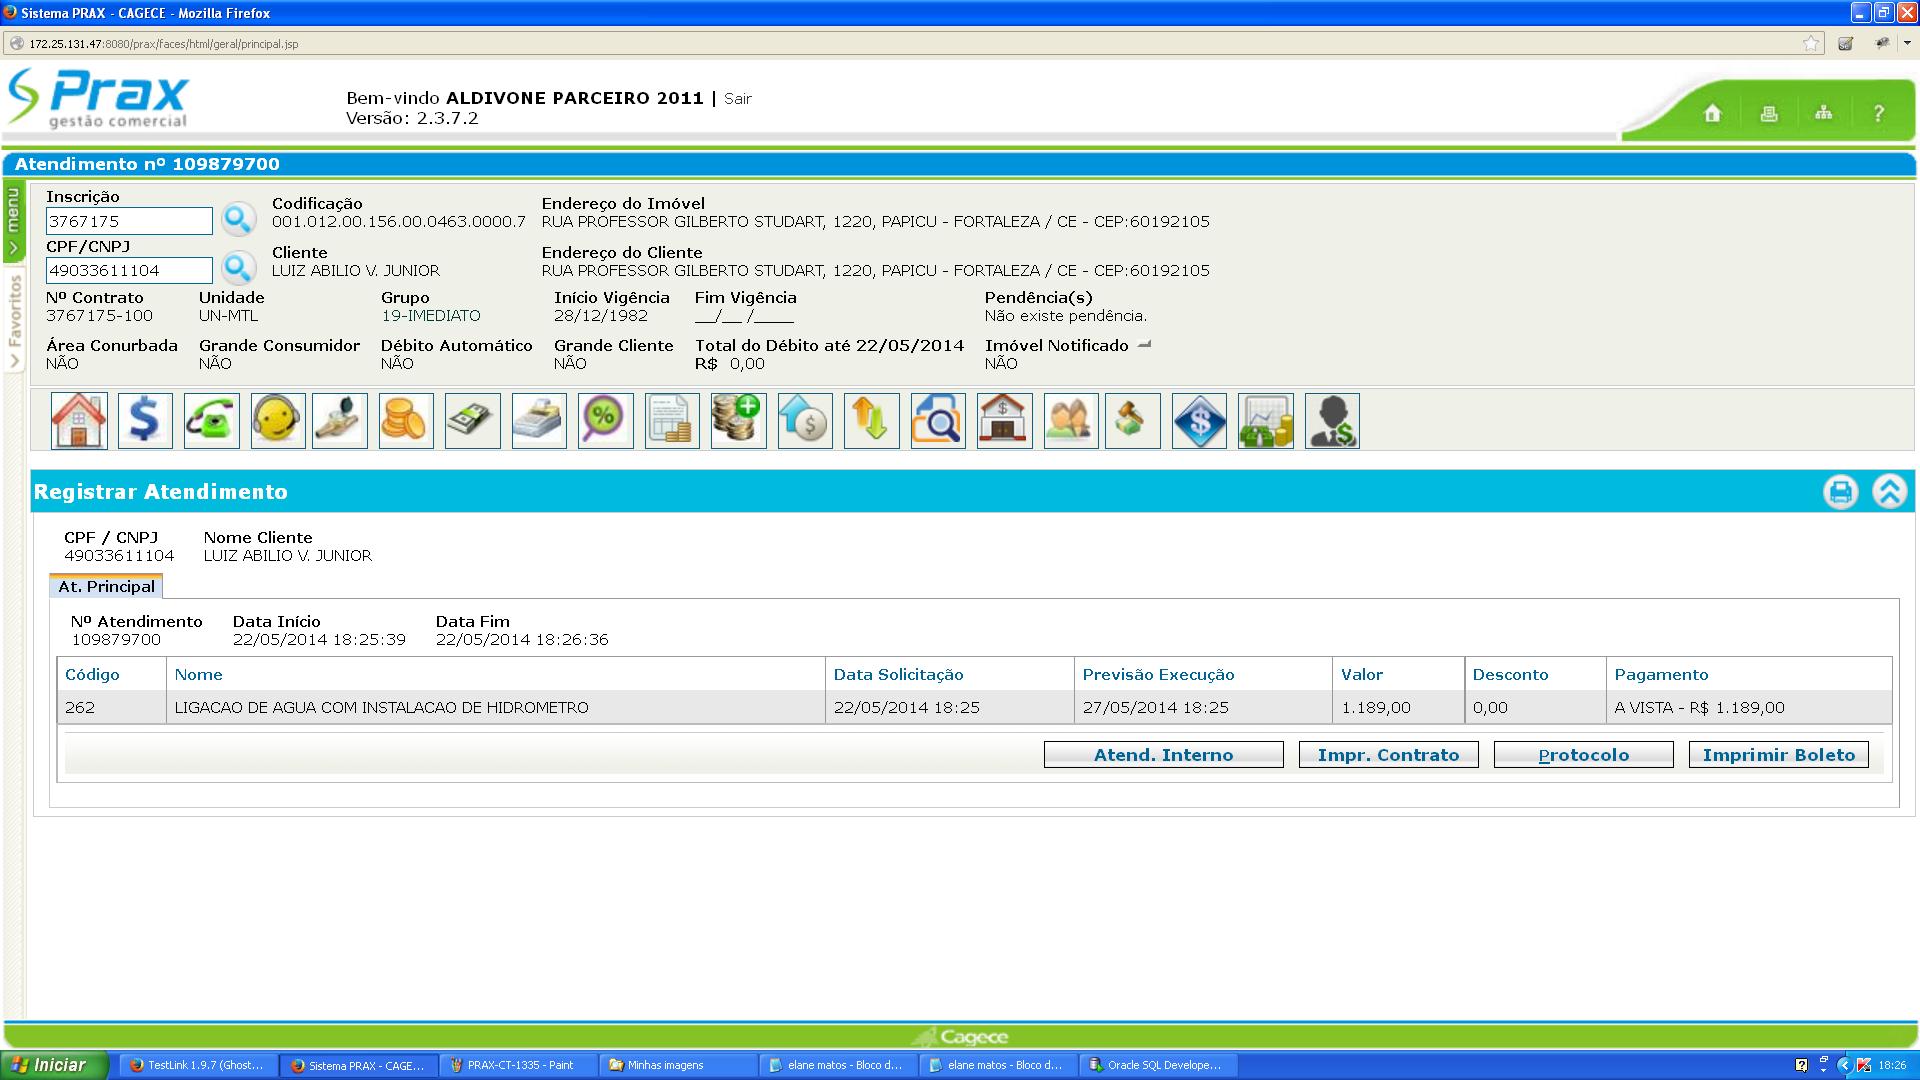 Sistema PRAX - CAGECE - Mozilla Firefox
172.25.131.47:8080/prax/faces/html/geral/principal.jsp
Prax
gestão comercial
Bem-vindo ALDIVONE PARCEIRO 2011 | Sair
Versão: 2.3.7.2
?
Atendimento nº 109879700
menu
Favoritos
Inscrição
3767175
Codificação
001.012.00.156.00.0463.0000.7
Endereço do Imóvel
RUA PROFESSOR GILBERTO STUDART, 1220, PAPICU - FORTALEZA / CE - CEP:60192105
CPF/CNPJ
49033611104
Cliente
LUIZ ABILIO V. JUNIOR
Endereço do Cliente
RUA PROFESSOR GILBERTO STUDART, 1220, PAPICU - FORTALEZA / CE - CEP:60192105
Nº Contrato Unidade Grupo Início Vigência Fim Vigência Pendência(s)
3767175-100 UN-MTL 19-IMEDIATO 28/12/1982 __/__ /____ Não existe pendência.
Área Conurbada Grande Consumidor Débito Automático Grande Cliente Total do Débito até 22/05/2014 Imóvel Notificado
NÃO NÃO NÃO NÃO R$ 0,00 NÃO
Registrar Atendimento
CPF / CNPJ Nome Cliente
49033611104 LUIZ ABILIO V. JUNIOR
At. Principal
Nº Atendimento Data Início Data Fim
109879700 22/05/2014 18:25:39 22/05/2014 18:26:36
Código Nome Data Solicitação Previsão Execução Valor Desconto Pagamento
262 LIGACAO DE AGUA COM INSTALACAO DE HIDROMETRO 22/05/2014 18:25 27/05/2014 18:25 1.189,00 0,00 A VISTA - R$ 1.189,00
Atend. Interno Impr. Contrato Protocolo Imprimir Boleto
Cagece
Iniciar TestLink 1.9.7 (Ghost... Sistema PRAX - CAGE... PRAX-CT-1335 - Paint Minhas imagens elane matos - Bloco d... elane matos - Bloco d... Oracle SQL Develope... 18:26